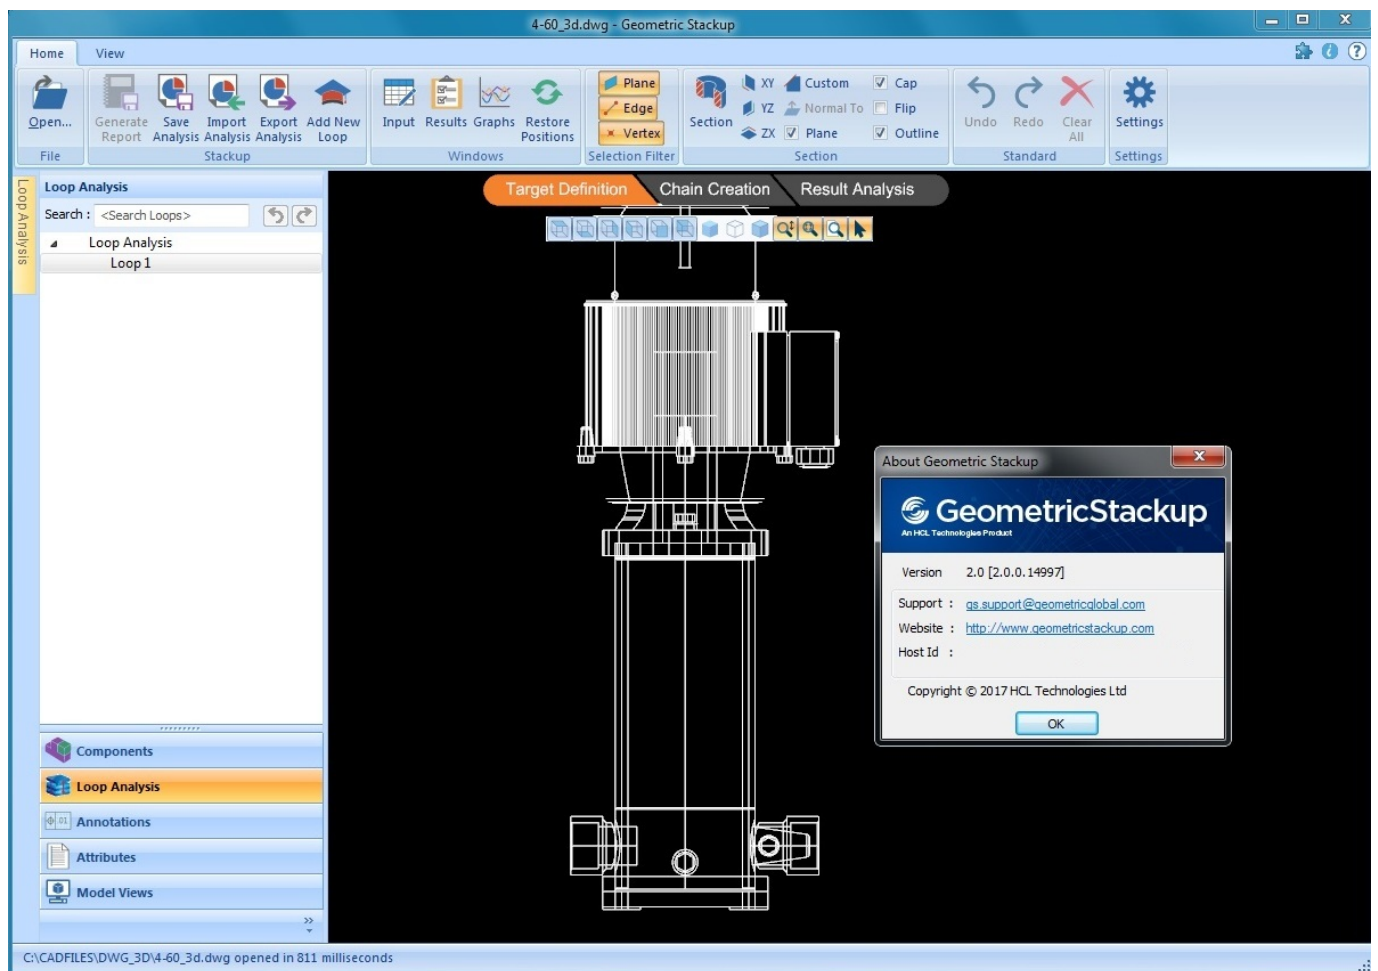 4-60_3d.dwg - Geometric Stackup
Home View
Open...
Generate Report
Save Analysis
Import Analysis
Export Analysis
Add New Loop
Input
Results
Graphs
Restore Positions
Plane
Edge
Vertex
Section
XY
YZ
ZX
Custom
Normal To
Plane
Cap
Flip
Outline
Undo
Redo
Clear All
Settings
File
Stackup
Windows
Selection Filter
Section
Standard
Settings
Loop Analysis
Loop Analysis
Search : <Search Loops>
Loop Analysis
Loop 1
Target Definition Chain Creation Result Analysis
About Geometric Stackup
GeometricStackup
An HCL Technologies Product
Version 2.0 [2.0.0.14997]
Support : gs.support@geometricglobal.com
Website : http://www.geometricstackup.com
Host Id :
Copyright © 2017 HCL Technologies Ltd
OK
Components
Loop Analysis
.01 Annotations
Attributes
Model Views
C:\CADFILES\DWG_3D\4-60_3d.dwg opened in 811 milliseconds